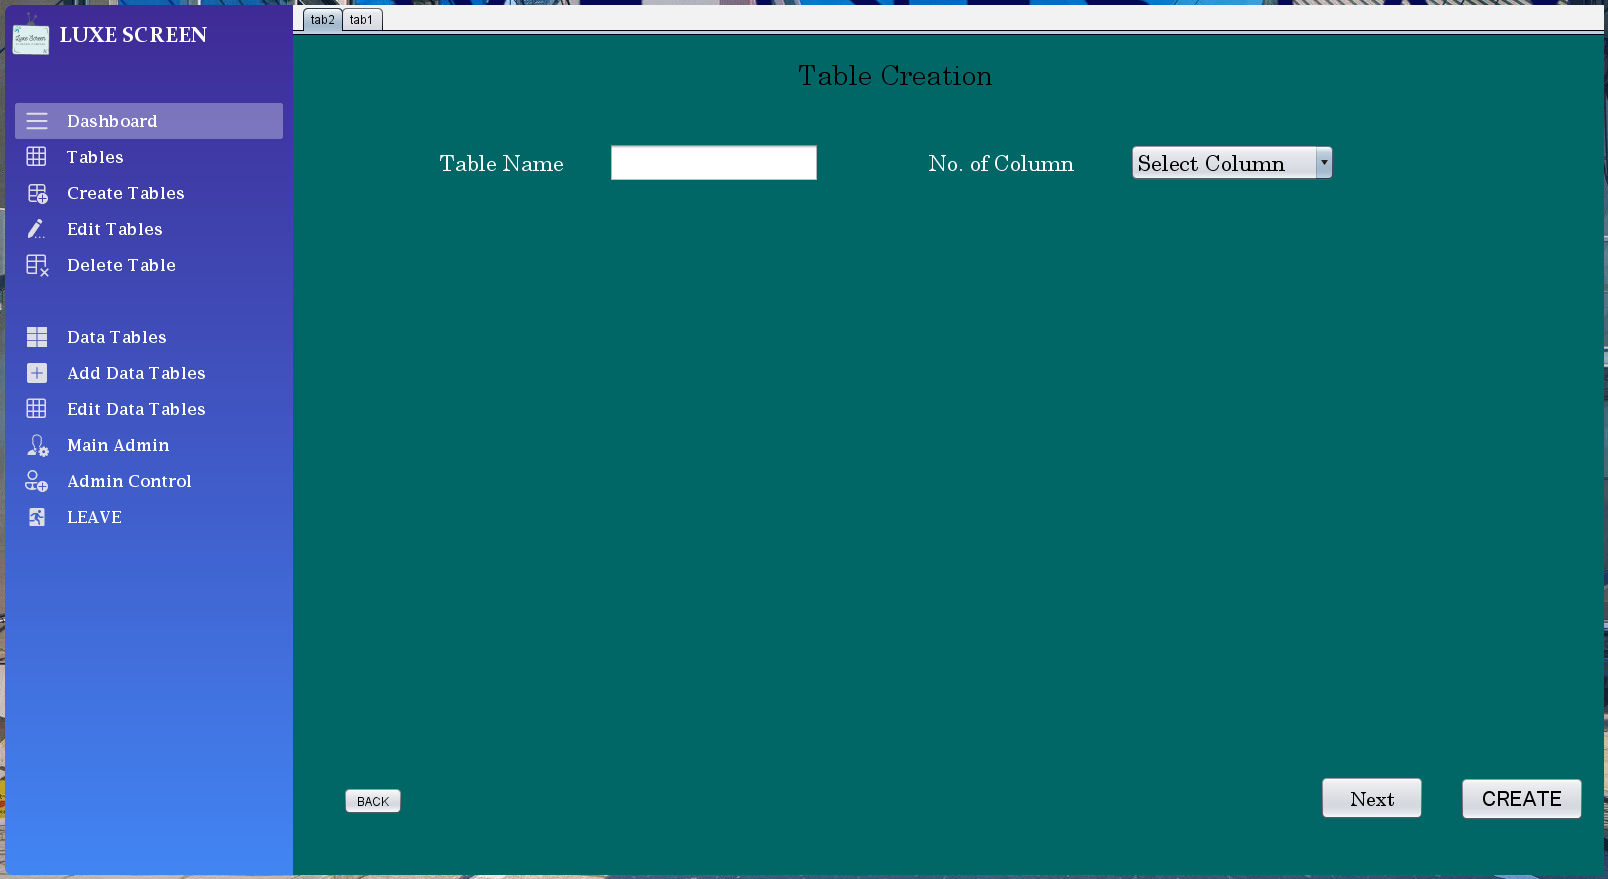 LUXE SCREEN
Dashboard
Tables
Create Tables
Edit Tables
Delete Table
Data Tables
Add Data Tables
Edit Data Tables
Main Admin
Admin Control
LEAVE
tab2 tab1
Table Creation
Table Name No. of Column Select Column
BACK Next CREATE